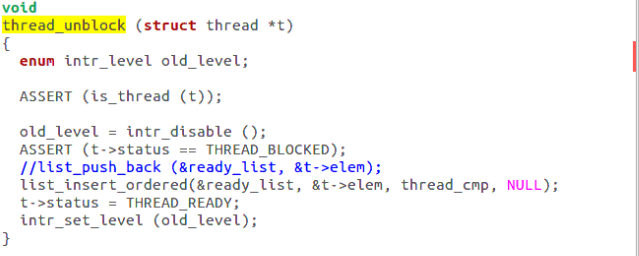 void
thread_unblock (struct thread *t)
{
  enum intr_level old_level;

  ASSERT (is_thread (t));

  old_level = intr_disable ();
  ASSERT (t->status == THREAD_BLOCKED);
  //list_push_back (&ready_list, &t->elem);
  list_insert_ordered(&ready_list, &t->elem, thread_cmp, NULL);
  t->status = THREAD_READY;
  intr_set_level (old_level);
}